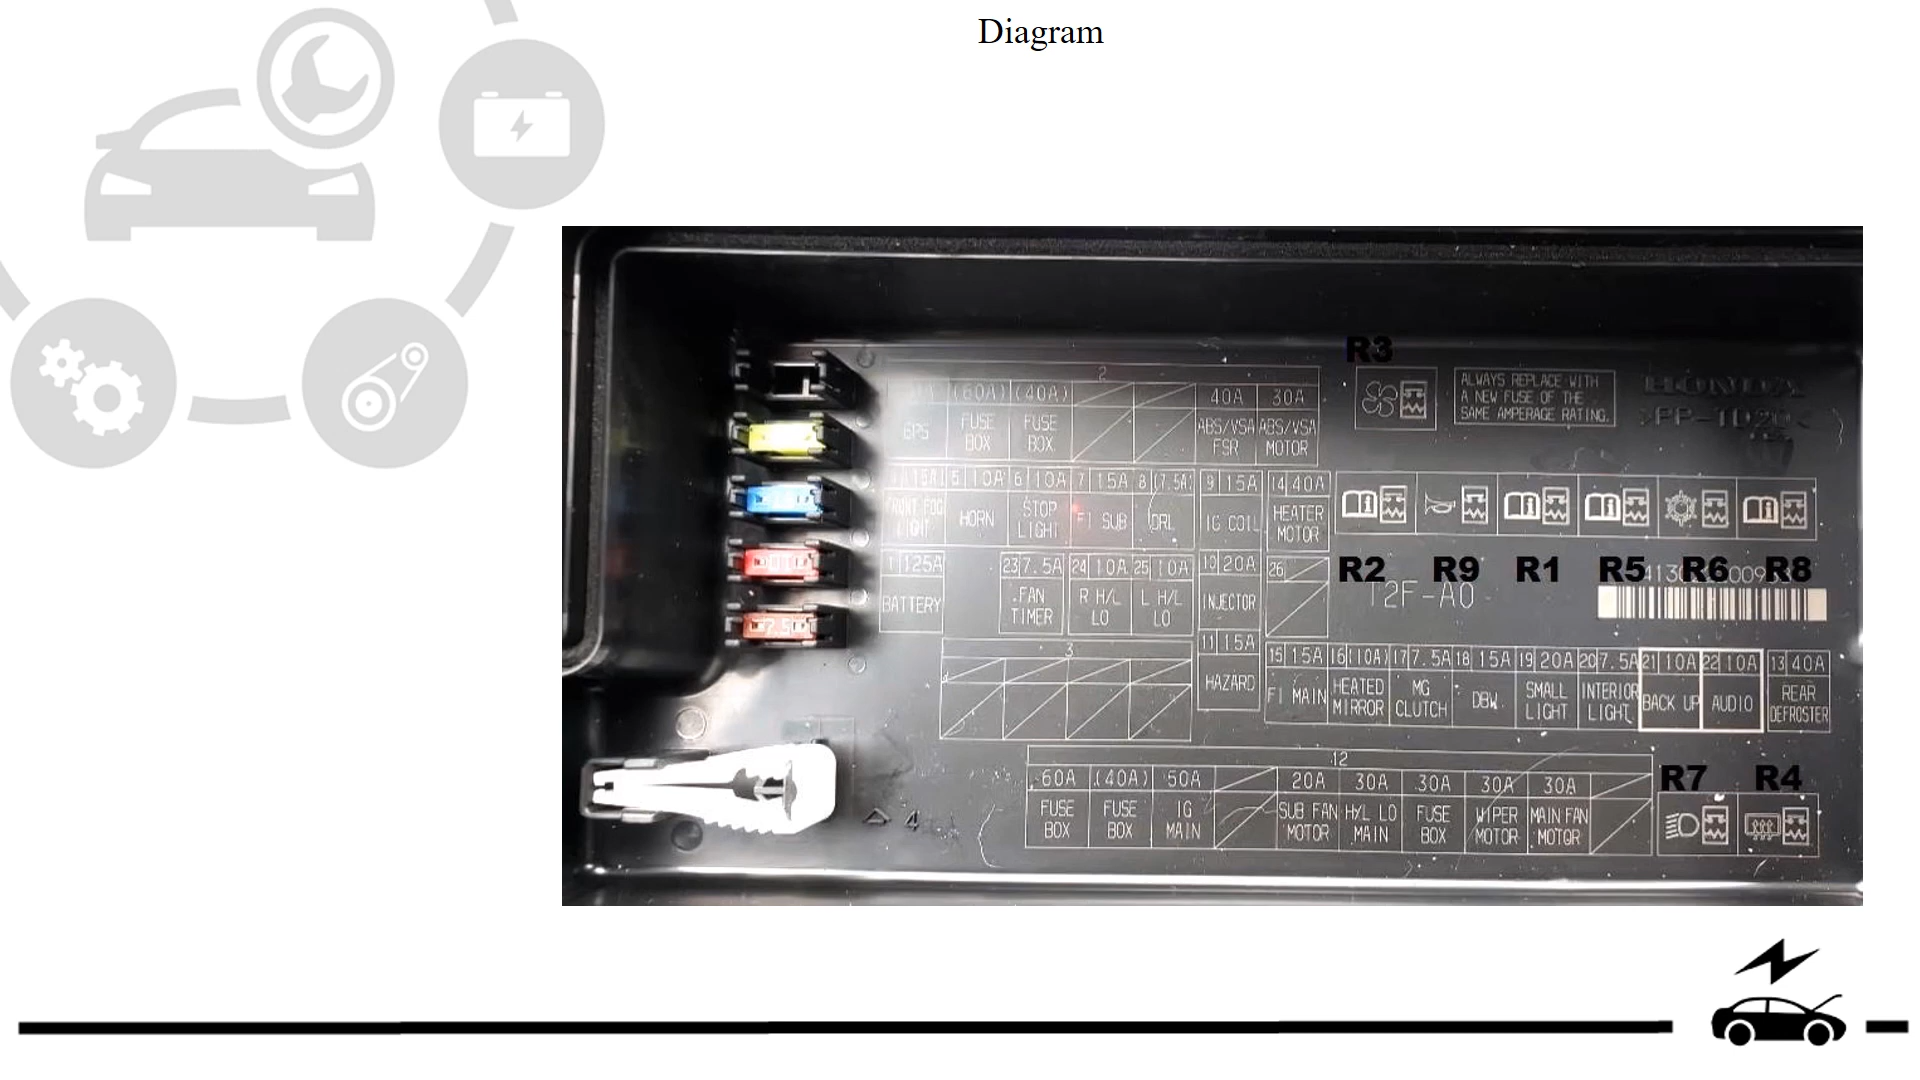 Diagram
R3
2
(60A) (40A) 40A 30A
EPS FUSE BOX FUSE BOX ABS/VSA FSR ABS/VSA MOTOR
ALWAYS REPLACE WITH
A NEW FUSE OF THE
SAME AMPERAGE RATING.
HONDA
>PP-TD20<
(15A) 5 10A 6 10A 7 15A 8 (7.5A) 9 15A 14 40A
FRONT FOG LIGHT HORN STOP LIGHT FI SUB DRL IG COIL HEATER MOTOR
R2 R9 R1 R5 R6 R8
T2F-A0
1 125A 23 7.5A 24 10A 25 10A 10 20A 26
BATTERY FAN TIMER R H/L LO L H/L LO INJECTOR
10
7.5
3
11 15A
HAZARD
15 15A 16 (10A) 17 7.5A 18 15A 19 20A 20 7.5A 21 10A 22 10A 13 40A
FI MAIN HEATED MIRROR MG CLUTCH DBW SMALL LIGHT INTERIOR LIGHT BACK UP AUDIO REAR DEFROSTER
12
60A (40A) 50A 20A 30A 30A 30A 30A
FUSE BOX FUSE BOX IG MAIN SUB FAN MOTOR H/L LO MAIN FUSE BOX WIPER MOTOR MAIN FAN MOTOR
R7 R4
4